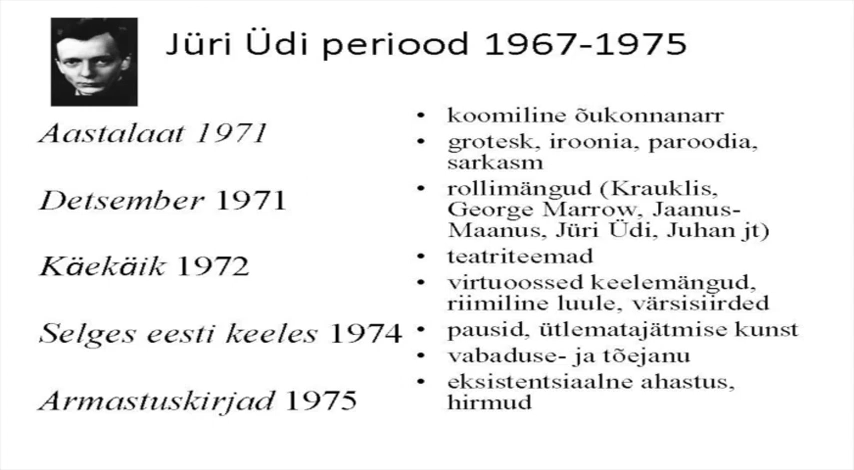 Jüri Üdi periood 1967-1975
Aastalaat 1971
Detsember 1971
Käekäik 1972
Selges eesti keeles 1974
Armastuskirjad 1975
• koomiline õukonnanarr
• grotesk, iroonia, paroodia,
sarkasm
• rollimängud (Krauklis,
George Marrow, Jaanus-
Maanus, Jüri Üdi, Juhan jt)
• teatriteemad
• virtuoossed keelemängud,
riimiline luule, värsisiirded
• pausid, ütlematajätmise kunst
• vabaduse- ja tõejanu
• eksistentsiaalne ahastus,
hirmud